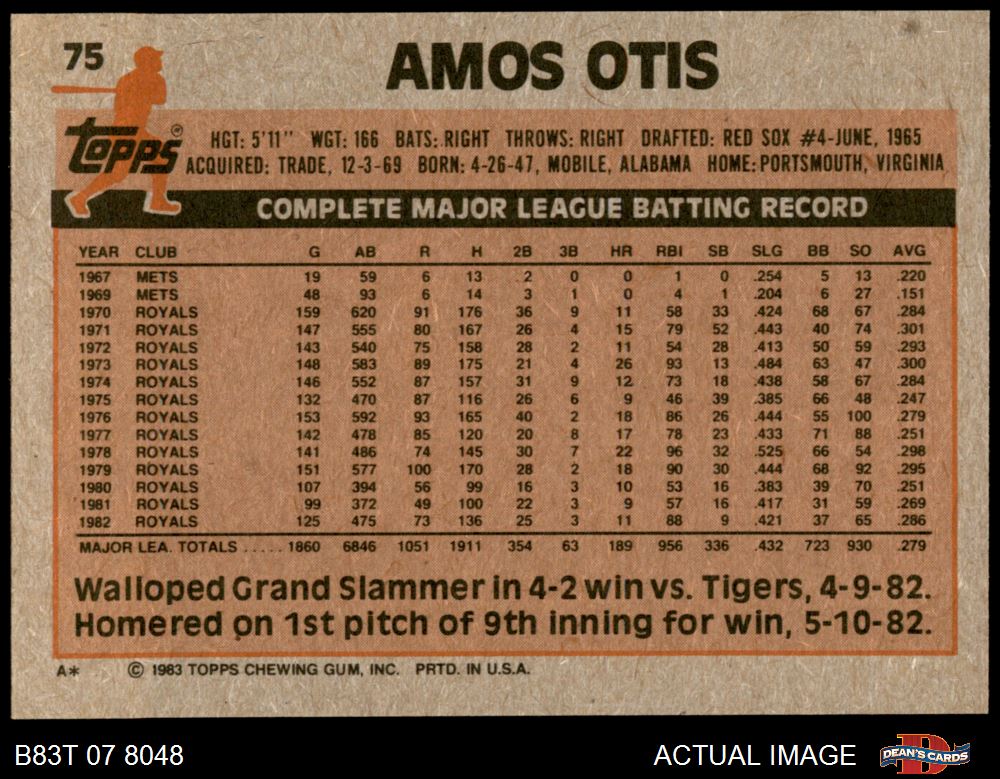 75
AMOS OTIS
Topps®
HGT: 5'11" WGT: 166 BATS: RIGHT THROWS: RIGHT DRAFTED: RED SOX #4-JUNE, 1965
ACQUIRED: TRADE, 12-3-69 BORN: 4-26-47, MOBILE, ALABAMA HOME: PORTSMOUTH, VIRGINIA
COMPLETE MAJOR LEAGUE BATTING RECORD
YEAR CLUB G AB R H 2B 3B HR RBI SB SLG BB SO AVG
1967 METS 19 59 6 13 2 0 0 1 0 .254 5 13 .220
1969 METS 48 93 6 14 3 1 0 4 1 .204 6 27 .151
1970 ROYALS 159 620 91 176 36 9 11 58 33 .424 68 67 .284
1971 ROYALS 147 555 80 167 26 4 15 79 52 .443 40 74 .301
1972 ROYALS 143 540 75 158 28 2 11 54 28 .413 50 59 .293
1973 ROYALS 148 583 89 175 21 4 26 93 13 .484 63 47 .300
1974 ROYALS 146 552 87 157 31 9 12 73 18 .438 58 67 .284
1975 ROYALS 132 470 87 116 26 6 9 46 39 .385 66 48 .247
1976 ROYALS 153 592 93 165 40 2 18 86 26 .444 55 100 .279
1977 ROYALS 142 478 85 120 20 8 17 78 23 .433 71 88 .251
1978 ROYALS 141 486 74 145 30 7 22 96 32 .525 66 54 .298
1979 ROYALS 151 577 100 170 28 2 18 90 30 .444 68 92 .295
1980 ROYALS 107 394 56 99 16 3 10 53 16 .383 39 70 .251
1981 ROYALS 99 372 49 100 22 3 9 57 16 .417 31 59 .269
1982 ROYALS 125 475 73 136 25 3 11 88 9 .421 37 65 .286
MAJOR LEA. TOTALS ..... 1860 6846 1051 1911 354 63 189 956 336 .432 723 930 .279
Walloped Grand Slammer in 4-2 win vs. Tigers, 4-9-82.
Homered on 1st pitch of 9th inning for win, 5-10-82.
A* © 1983 TOPPS CHEWING GUM, INC. PRTD. IN U.S.A.
B83T 07 8048 ACTUAL IMAGE DEAN'S CARDS